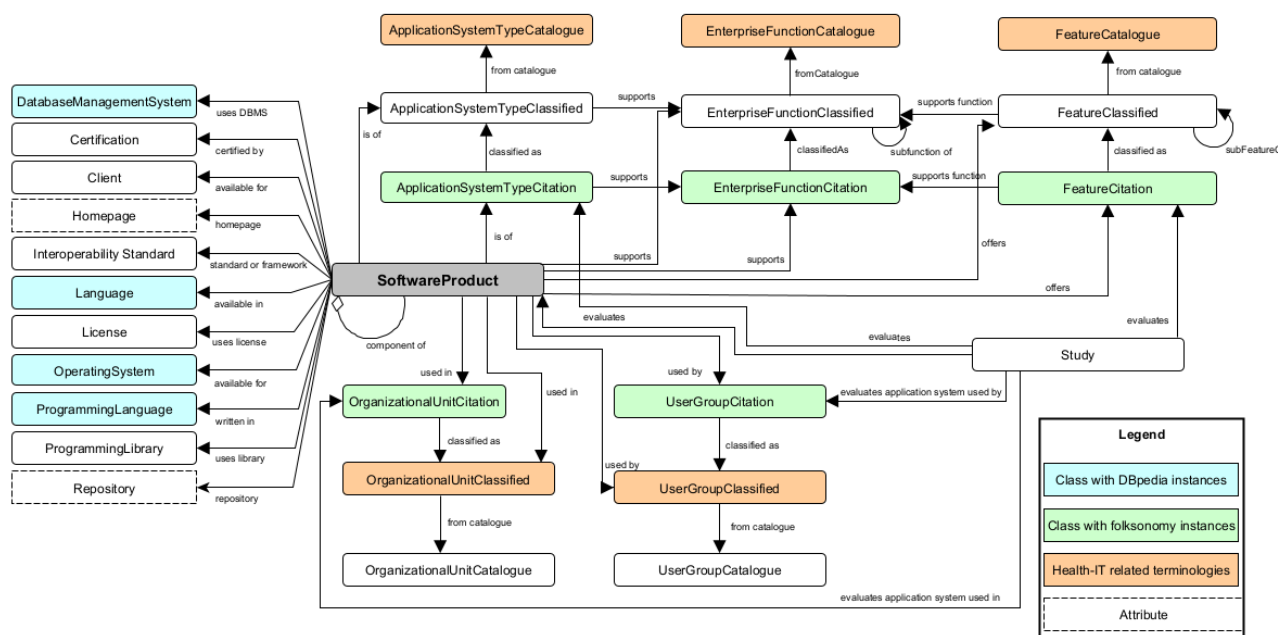 ApplicationSystemTypeCatalogue
EnterpriseFunctionCatalogue
FeatureCatalogue
from catalogue
fromCatalogue
from catalogue
DatabaseManagementSystem
uses DBMS
ApplicationSystemTypeClassified
supports
EnterpriseFunctionClassified
supports function
FeatureClassified
is of
Certification
certified by
classified as
classifiedAs
subfunction of
classified as
subFeatureO
Client
available for
ApplicationSystemTypeCitation
supports
EnterpriseFunctionCitation
supports function
FeatureCitation
Homepage
homepage
is of
Interoperability Standard
standard or framework
supports
supports
offers
SoftwareProduct
Language
available in
offers
License
uses license
component of
evaluates
evaluates
evaluates
Study
OperatingSystem
available for
used in
used in
used by
evaluates application system used by
ProgrammingLanguage
written in
OrganizationalUnitCitation
UserGroupCitation
ProgrammingLibrary
uses library
classified as
classified as
used by
Repository
repository
OrganizationalUnitClassified
UserGroupClassified
from catalogue
from catalogue
OrganizationalUnitCatalogue
UserGroupCatalogue
evaluates application system used in
Legend
Class with DBpedia instances
Class with folksonomy instances
Health-IT related terminologies
Attribute